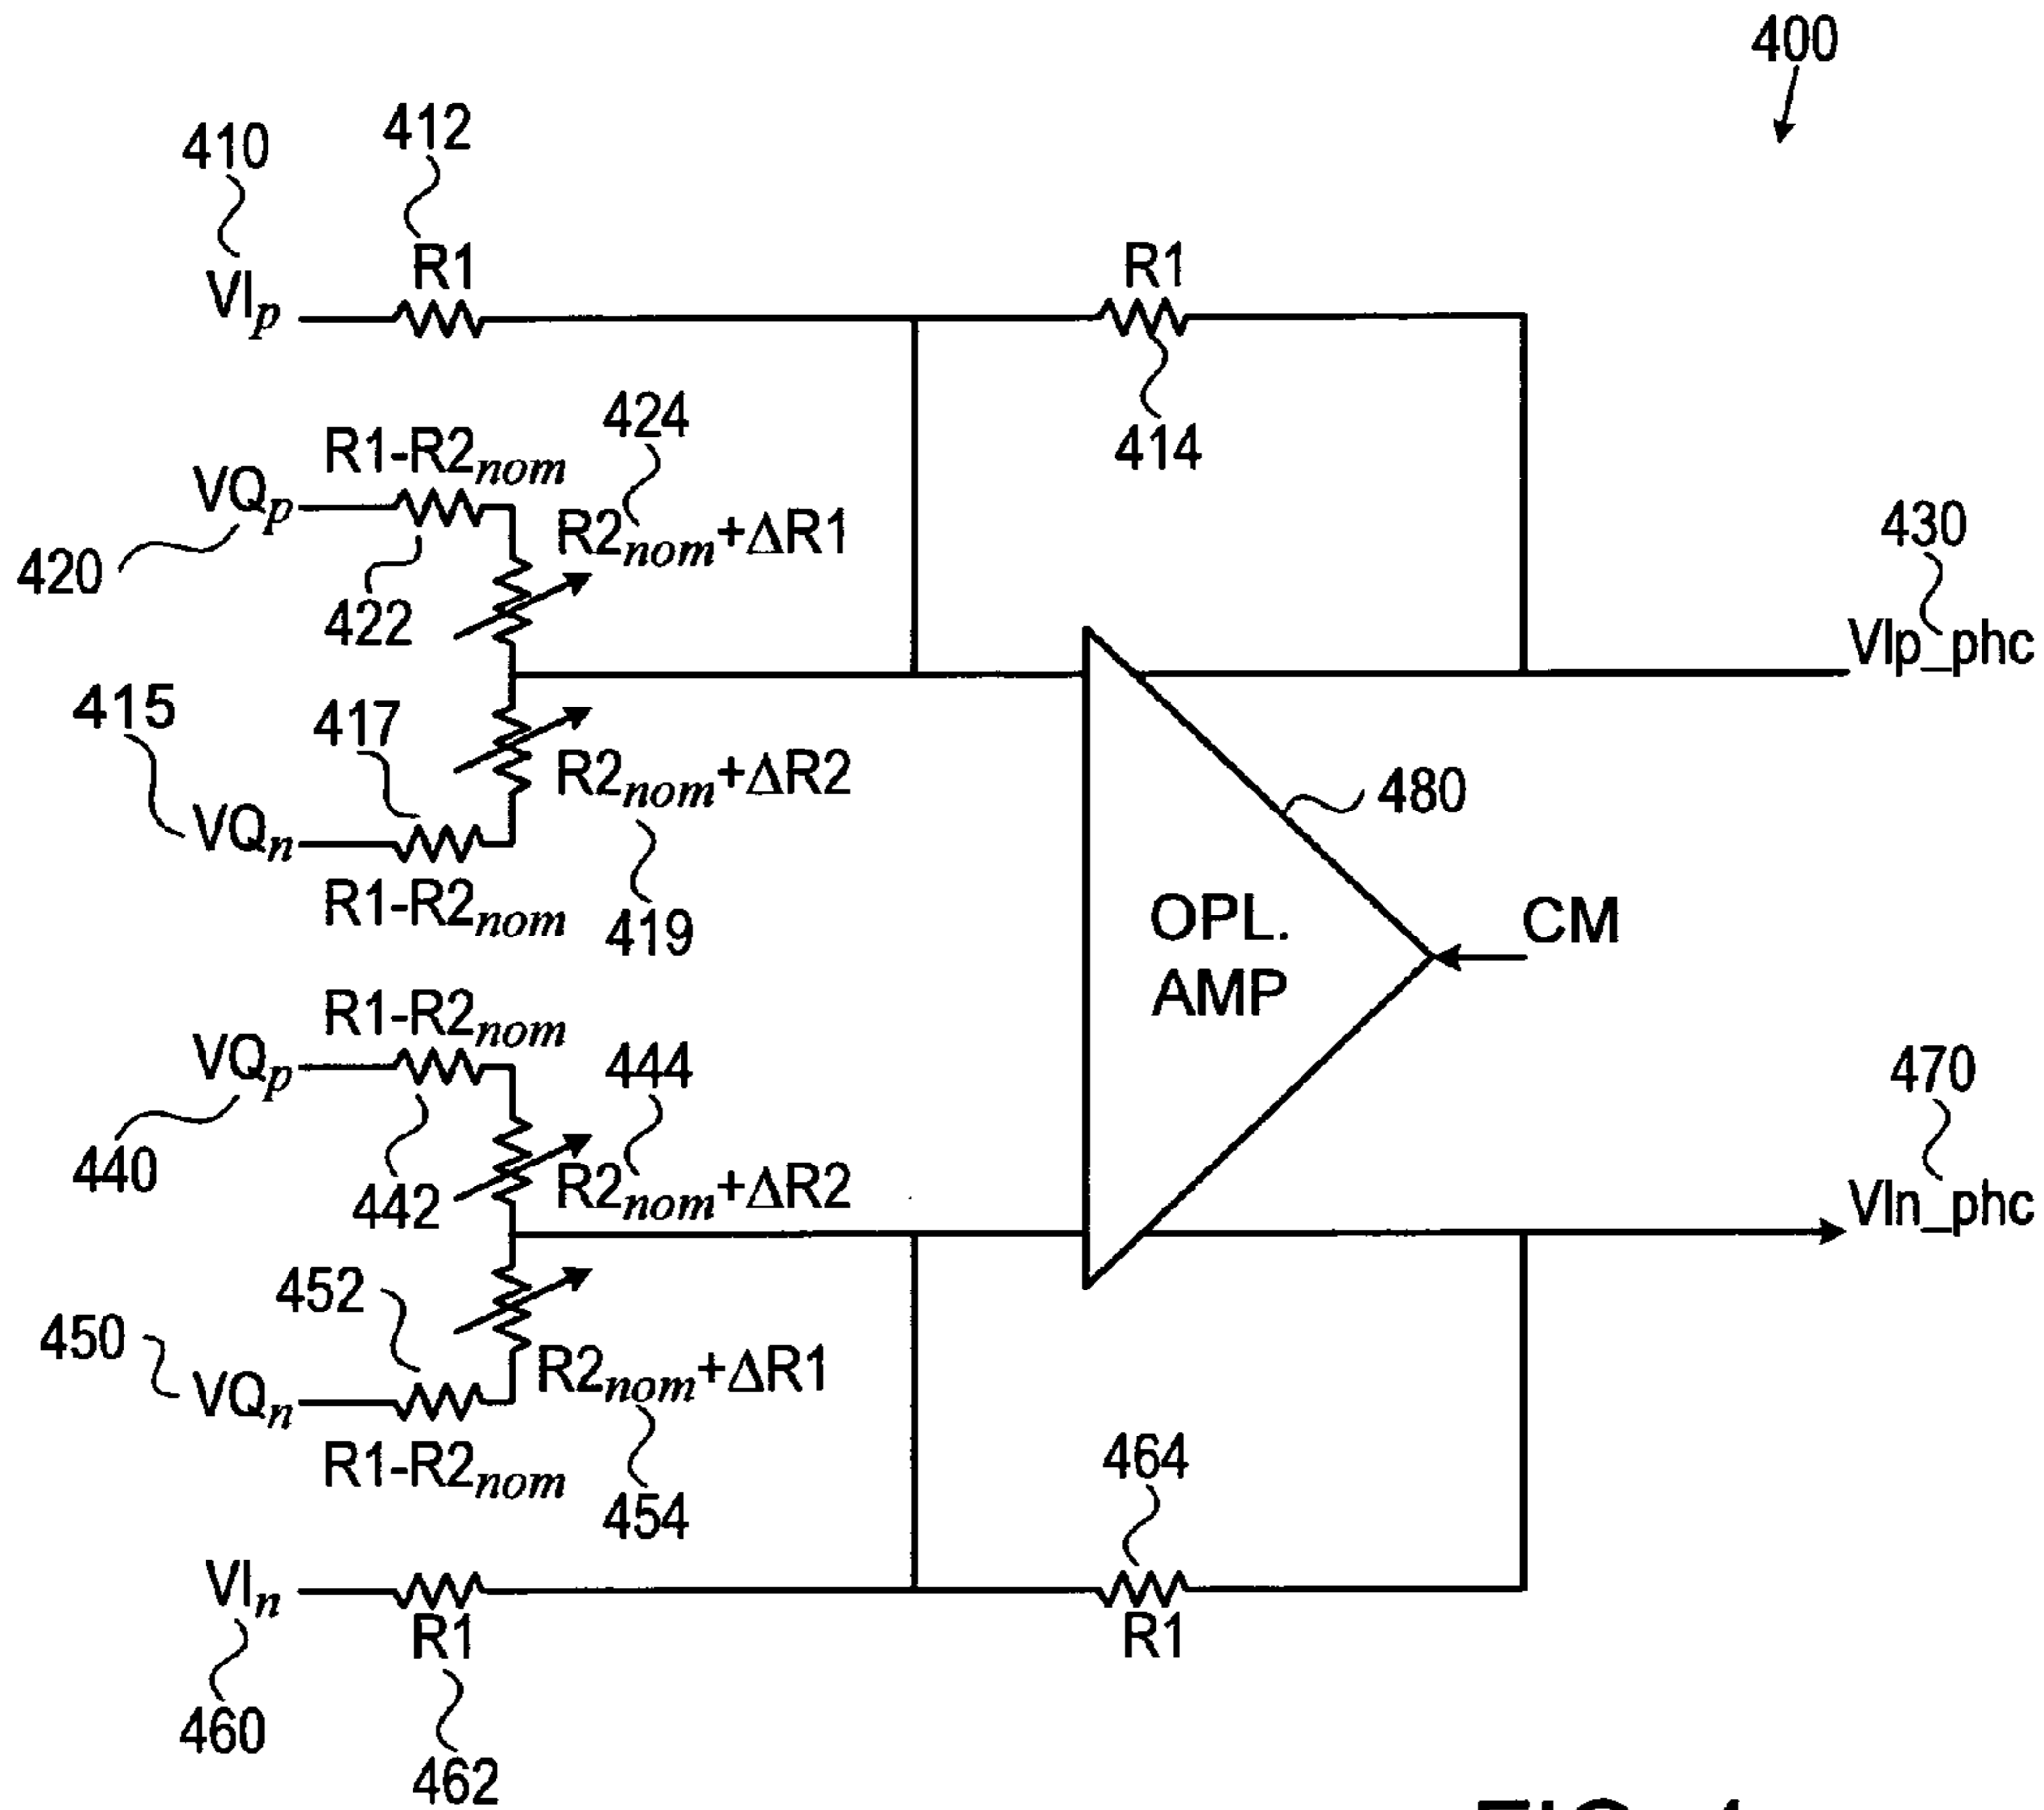 400
410
412
R1
VIp
R1
414
424
R1-R2nom
VQp
R2nom+ΔR1
420
422
430
VIp_phc
415
417
R2nom+ΔR2
480
VQn
R1-R2nom
419
OPL.
AMP
CM
R1-R2nom
VQp
444
440
442
R2nom+ΔR2
470
VIn_phc
452
450
VQn
R2nom+ΔR1
R1-R2nom
454
464
VIn
R1
R1
460
462